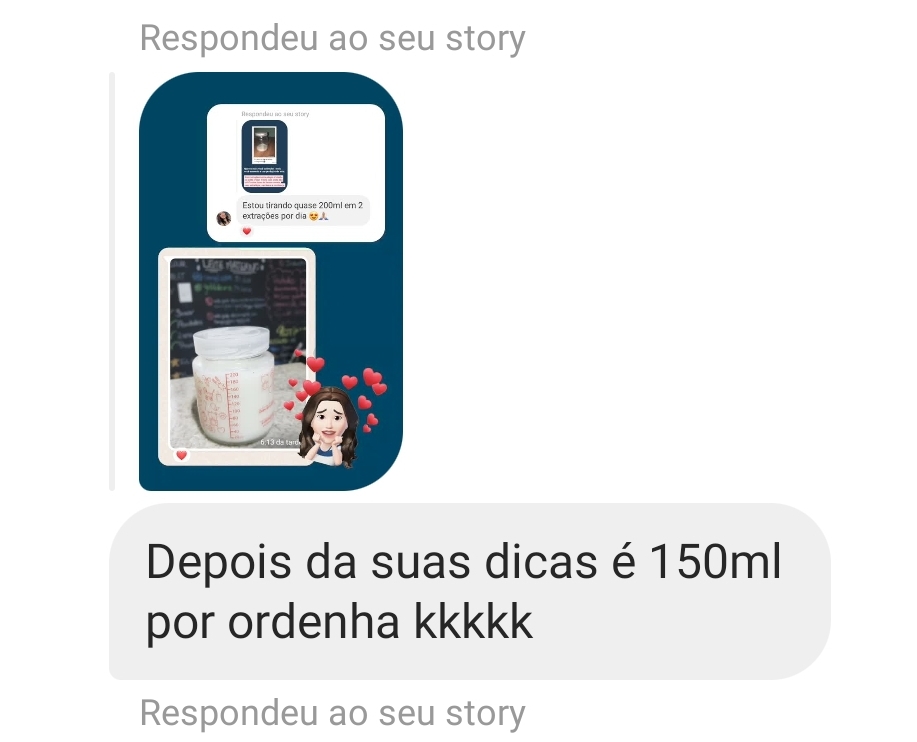 Respondeu ao seu story
Respondeu ao seu story
Estou tirando quase 200ml em 2
extrações por dia 😍🙏🏼
6:13 da tard
Depois da suas dicas é 150ml
por ordenha kkkkk
Respondeu ao seu story